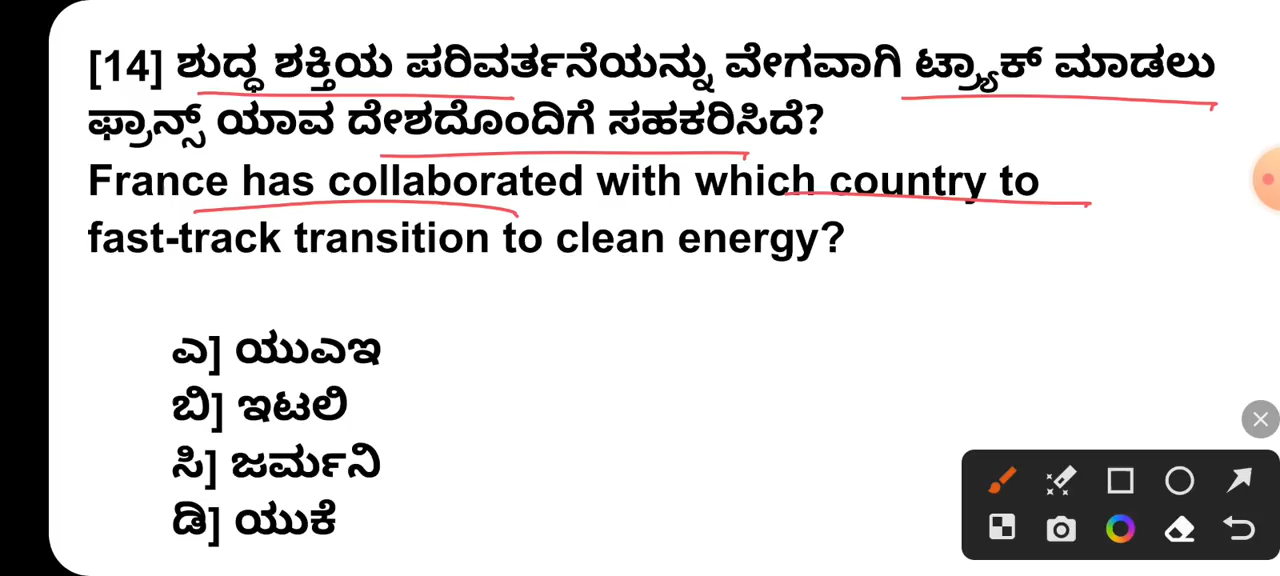 [14] ಶುದ್ಧ ಶಕ್ತಿಯ ಪರಿವರ್ತನೆಯನ್ನು ವೇಗವಾಗಿ ಟ್ರ್ಯಾಕ್ ಮಾಡಲು
ಫ್ರಾನ್ಸ್ ಯಾವ ದೇಶದೊಂದಿಗೆ ಸಹಕರಿಸಿದೆ?
France has collaborated with which country to
fast-track transition to clean energy?
ಎ] ಯುಎಇ
ಬಿ] ಇಟಲಿ
ಸಿ] ಜರ್ಮನಿ
ಡಿ] ಯುಕೆ